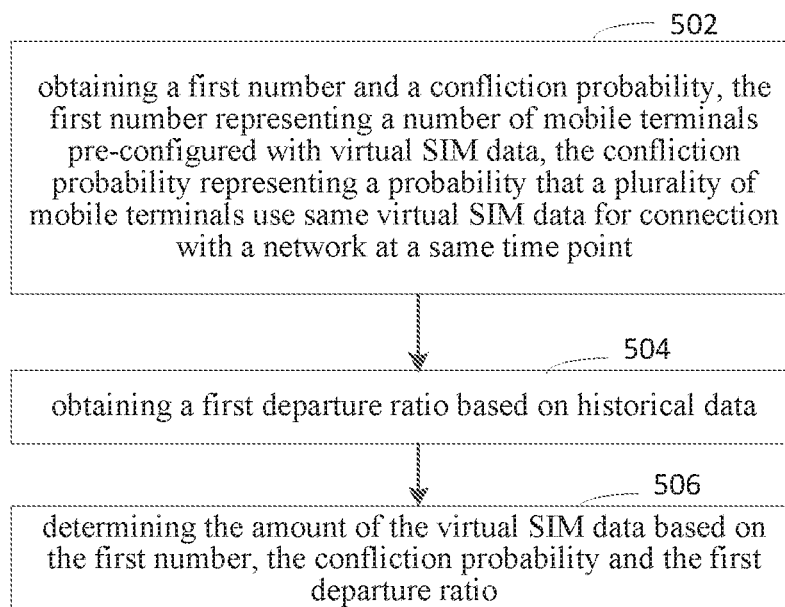 502
obtaining a first number and a confliction probability, the
first number representing a number of mobile terminals
pre-configured with virtual SIM data, the confliction
probability representing a probability that a plurality of
mobile terminals use same virtual SIM data for connection
with a network at a same time point
504
obtaining a first departure ratio based on historical data
506
determining the amount of the virtual SIM data based on
the first number, the confliction probability and the first
departure ratio